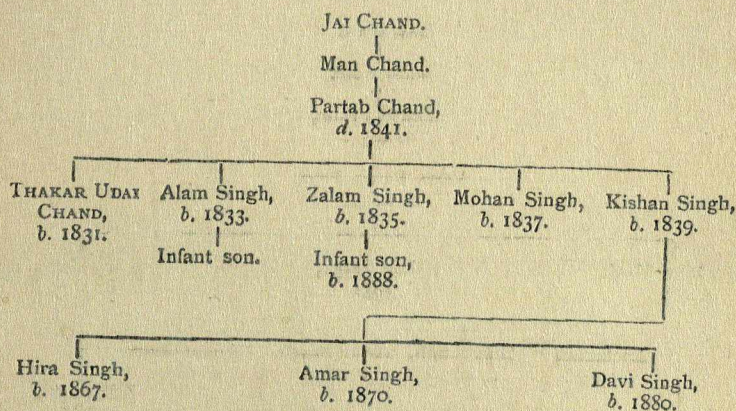 JAI CHAND.
Man Chand.
Partab Chand,
d. 1841.
THAKAR UDAI CHAND,
b. 1831.
Alam Singh,
b. 1833.
Infant son.
Zalam Singh,
b. 1835.
Infant son,
b. 1888.
Mohan Singh,
b. 1837.
Kishan Singh,
b. 1839.
Hira Singh,
b. 1867.
Amar Singh,
b. 1870.
Davi Singh,
b. 1880.